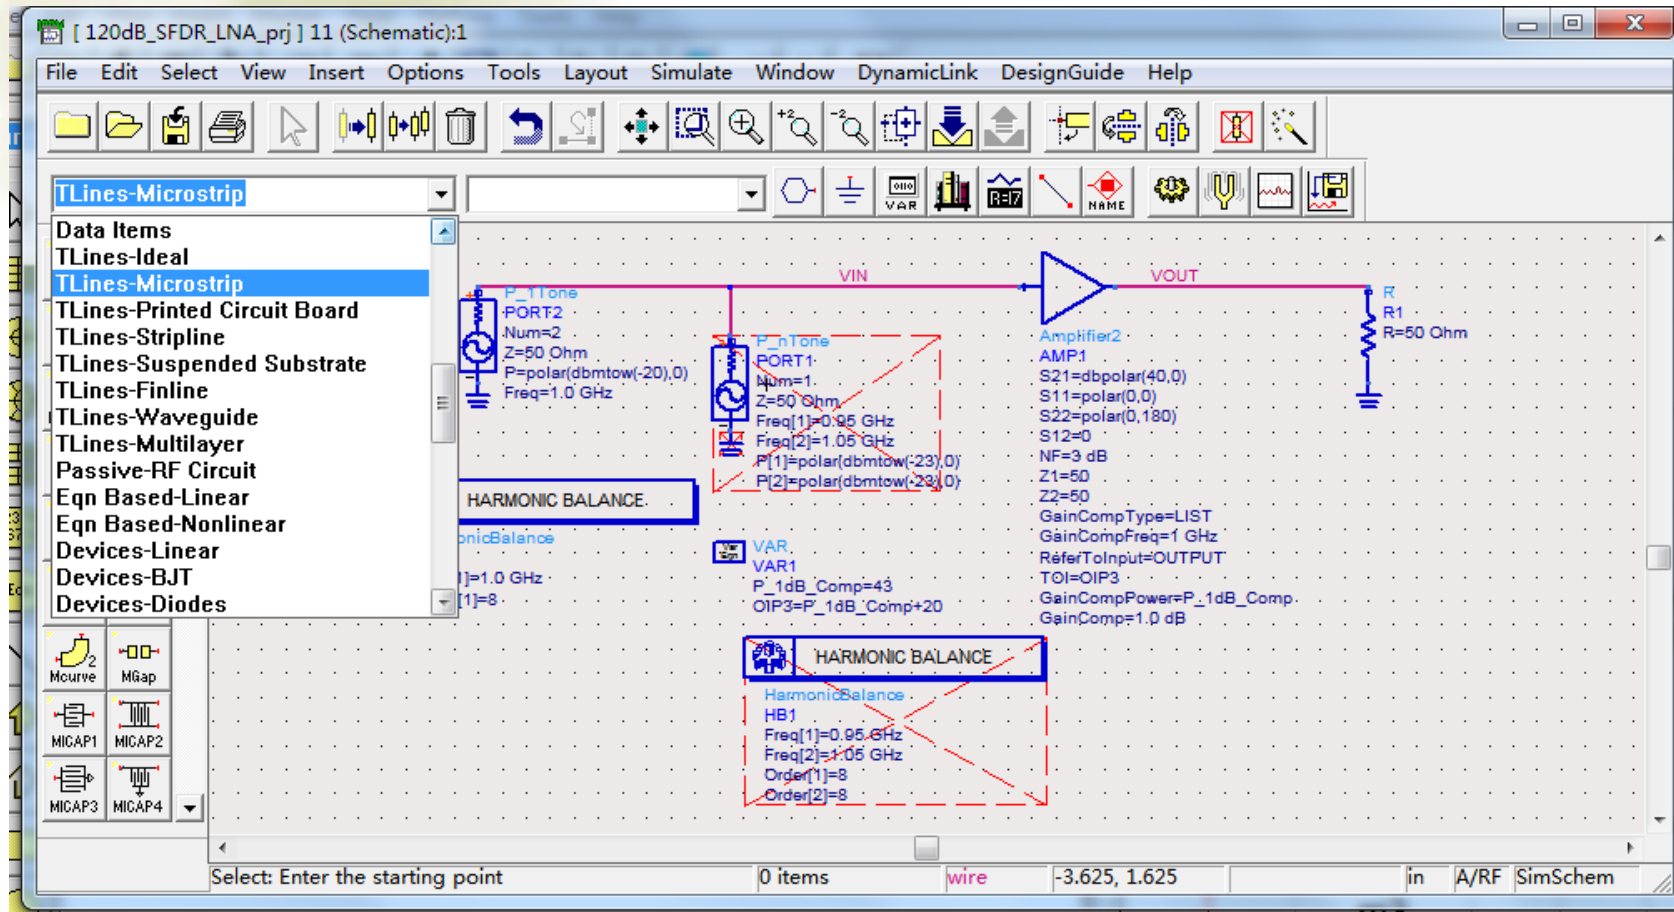 [ 120dB_SFDR_LNA_prj ] 11 (Schematic):1
File Edit Select View Insert Options Tools Layout Simulate Window DynamicLink DesignGuide Help
+2 -2
TLines-Microstrip
VAR
R=17
NAME
Data Items
TLines-Ideal
TLines-Microstrip
TLines-Printed Circuit Board
TLines-Stripline
TLines-Suspended Substrate
TLines-Finline
TLines-Waveguide
TLines-Multilayer
Passive-RF Circuit
Eqn Based-Linear
Eqn Based-Nonlinear
Devices-Linear
Devices-BJT
Devices-Diodes
Mcurve
2
MGap
MICAP1
MICAP2
MICAP3
MICAP4
P_1Tone
PORT2
Num=2
Z=50 Ohm
P=polar(dbmtow(-20),0)
Freq=1.0 GHz
VIN
P_nTone
PORT1
Num=1
Z=50 Ohm
Freq[1]=0.95 GHz
Freq[2]=1.05 GHz
P[1]=polar(dbmtow(-23),0)
P[2]=polar(dbmtow(-23),0)
VOUT
Amplifier2
AMP1
S21=dbpolar(40,0)
S11=polar(0,0)
S22=polar(0,180)
S12=0
NF=3 dB
Z1=50
Z2=50
GainCompType=LIST
GainCompFreq=1 GHz
ReferToInput=OUTPUT
TOI=OIP3
GainCompPower=P_1dB_Comp
GainComp=1.0 dB
R
R1
R=50 Ohm
HARMONIC BALANCE
onicBalance
1]=1.0 GHz
[1]=8
Var
Eqn
VAR
VAR1
P_1dB_Comp=43
OIP3=P_1dB_Comp+20
HARMONIC BALANCE
HarmonicBalance
HB1
Freq[1]=0.95 GHz
Freq[2]=1.05 GHz
Order[1]=8
Order[2]=8
Select: Enter the starting point
0 items
wire
-3.625, 1.625
in
A/RF
SimSchem